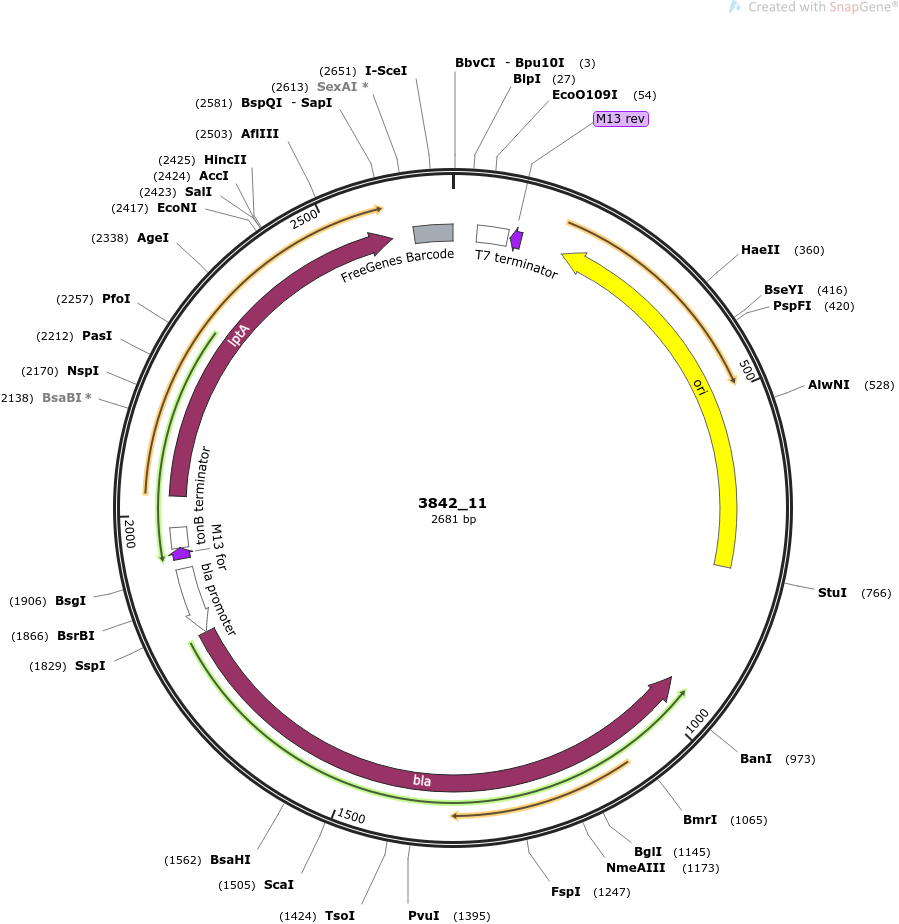 Created with SnapGene®
BbvCI - Bpu10I (3)
BlpI (27)
EcoO109I (54)
M13 rev
HaeII (360)
BseYI (416)
PspFI (420)
AlwNI (528)
StuI (766)
BanI (973)
BmrI (1065)
BglI (1145)
NmeAIII (1173)
FspI (1247)
PvuI (1395)
(1424) TsoI
(1505) ScaI
(1562) BsaHI
(1829) SspI
(1866) BsrBI
(1906) BsgI
2138) BsaBI *
(2170) NspI
(2212) PasI
(2257) PfoI
(2338) AgeI
(2417) EcoNI
(2423) SalI
(2424) AccI
(2425) HincII
(2503) AflIII
(2581) BspQI - SapI
(2613) SexAI *
(2651) I-SceI
500
1000
1500
2000
2500
FreeGenes Barcode
T7 terminator
ori
lptA
tonB terminator
M13 for
bla promoter
bla
3842_11
2681 bp